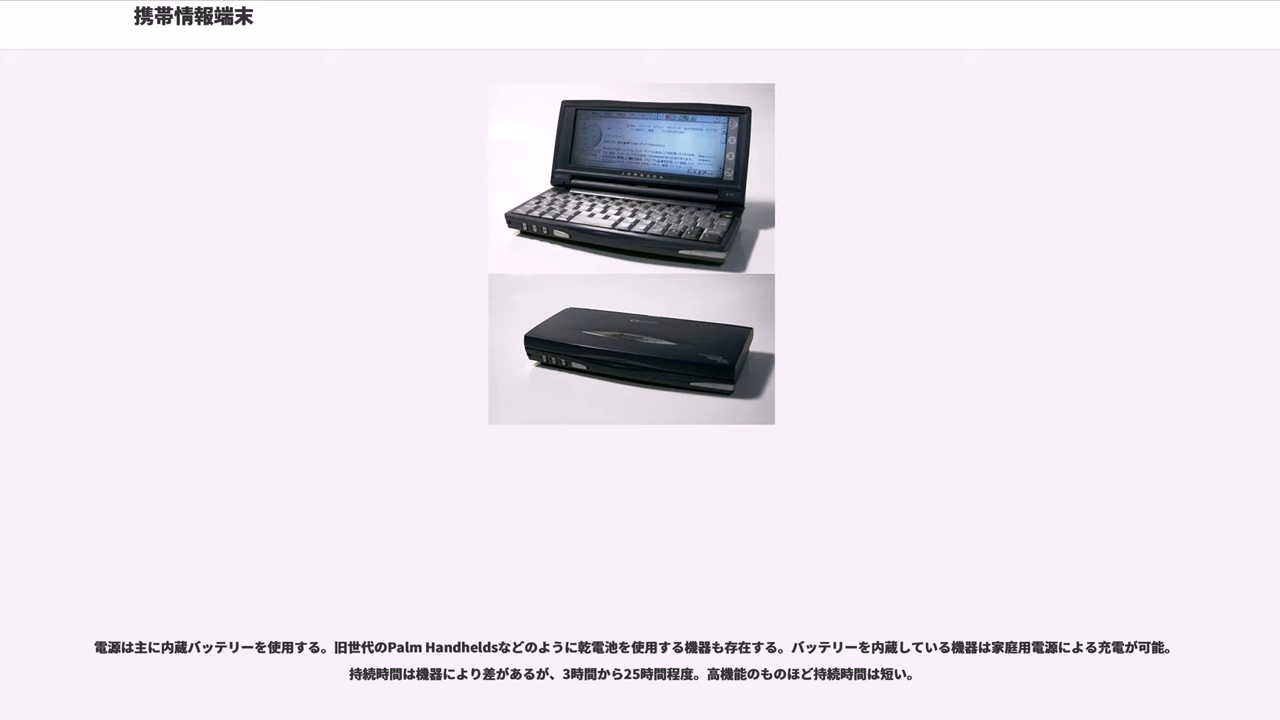 携帯情報端末
JORNADA
電源は主に内蔵バッテリーを使用する。旧世代のPalm Handheldsなどのように乾電池を使用する機器も存在する。バッテリーを内蔵している機器は家庭用電源による充電が可能。
持続時間は機器により差があるが、3時間から25時間程度。高機能のものほど持続時間は短い。